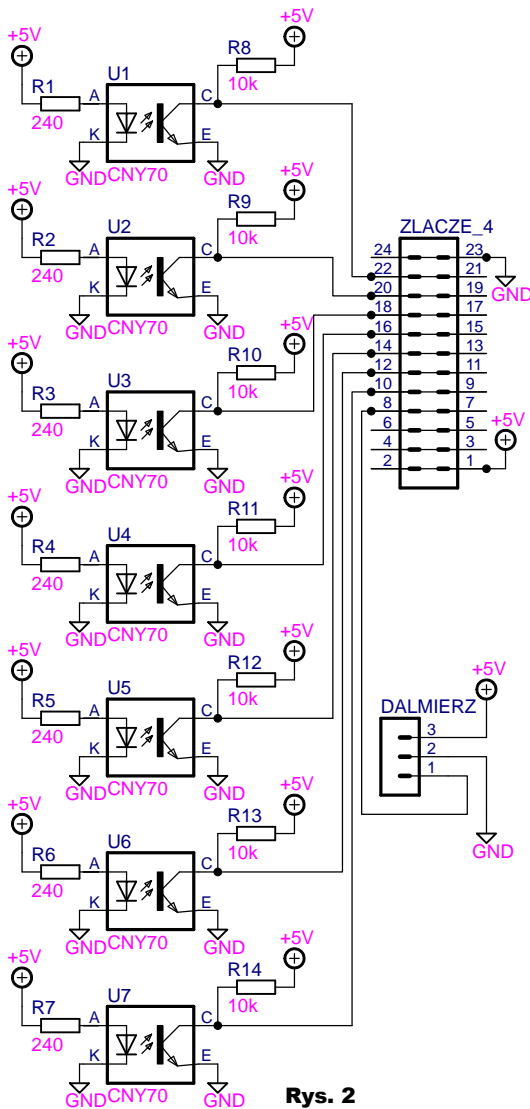 +5V
R1
240
A
K
GND
U1
CNY70
C
E
GND
R8
10k
+5V
+5V
R2
240
A
K
GND
U2
CNY70
C
E
GND
R9
10k
+5V
+5V
R3
240
A
K
GND
U3
CNY70
C
E
GND
R10
10k
+5V
+5V
R4
240
A
K
GND
U4
CNY70
C
E
GND
R11
10k
+5V
+5V
R5
240
A
K
GND
U5
CNY70
C
E
GND
R12
10k
+5V
+5V
R6
240
A
K
GND
U6
CNY70
C
E
GND
R13
10k
+5V
+5V
R7
240
A
K
GND
U7
CNY70
C
E
GND
R14
10k
+5V
ZLACZE_4
24 23
22 21
20 19
18 17
16 15
14 13
12 11
10 9
8 7
6 5
4 3
2 1
GND
+5V
DALMIERZ
3
2
1
+5V
GND
Rys. 2